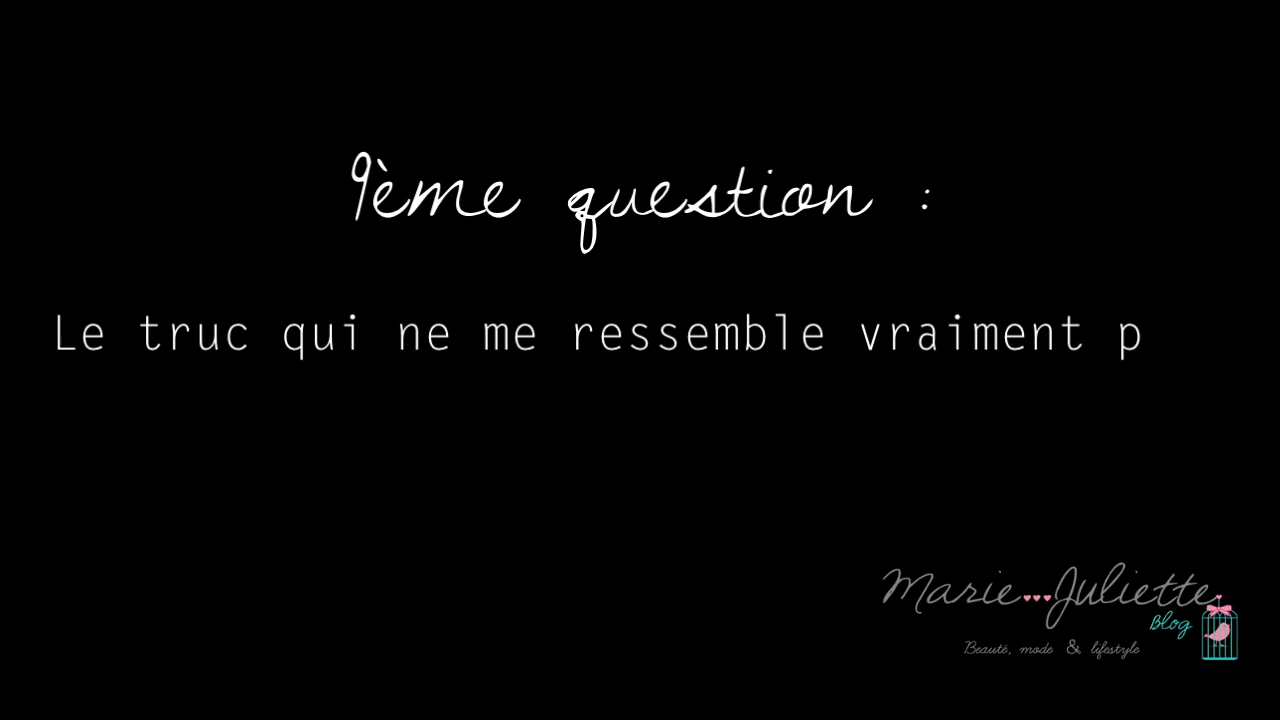 9ème question :
Le truc qui ne me ressemble vraiment p
Marie...Juliette
Blog
Beauté, mode & lifestyle